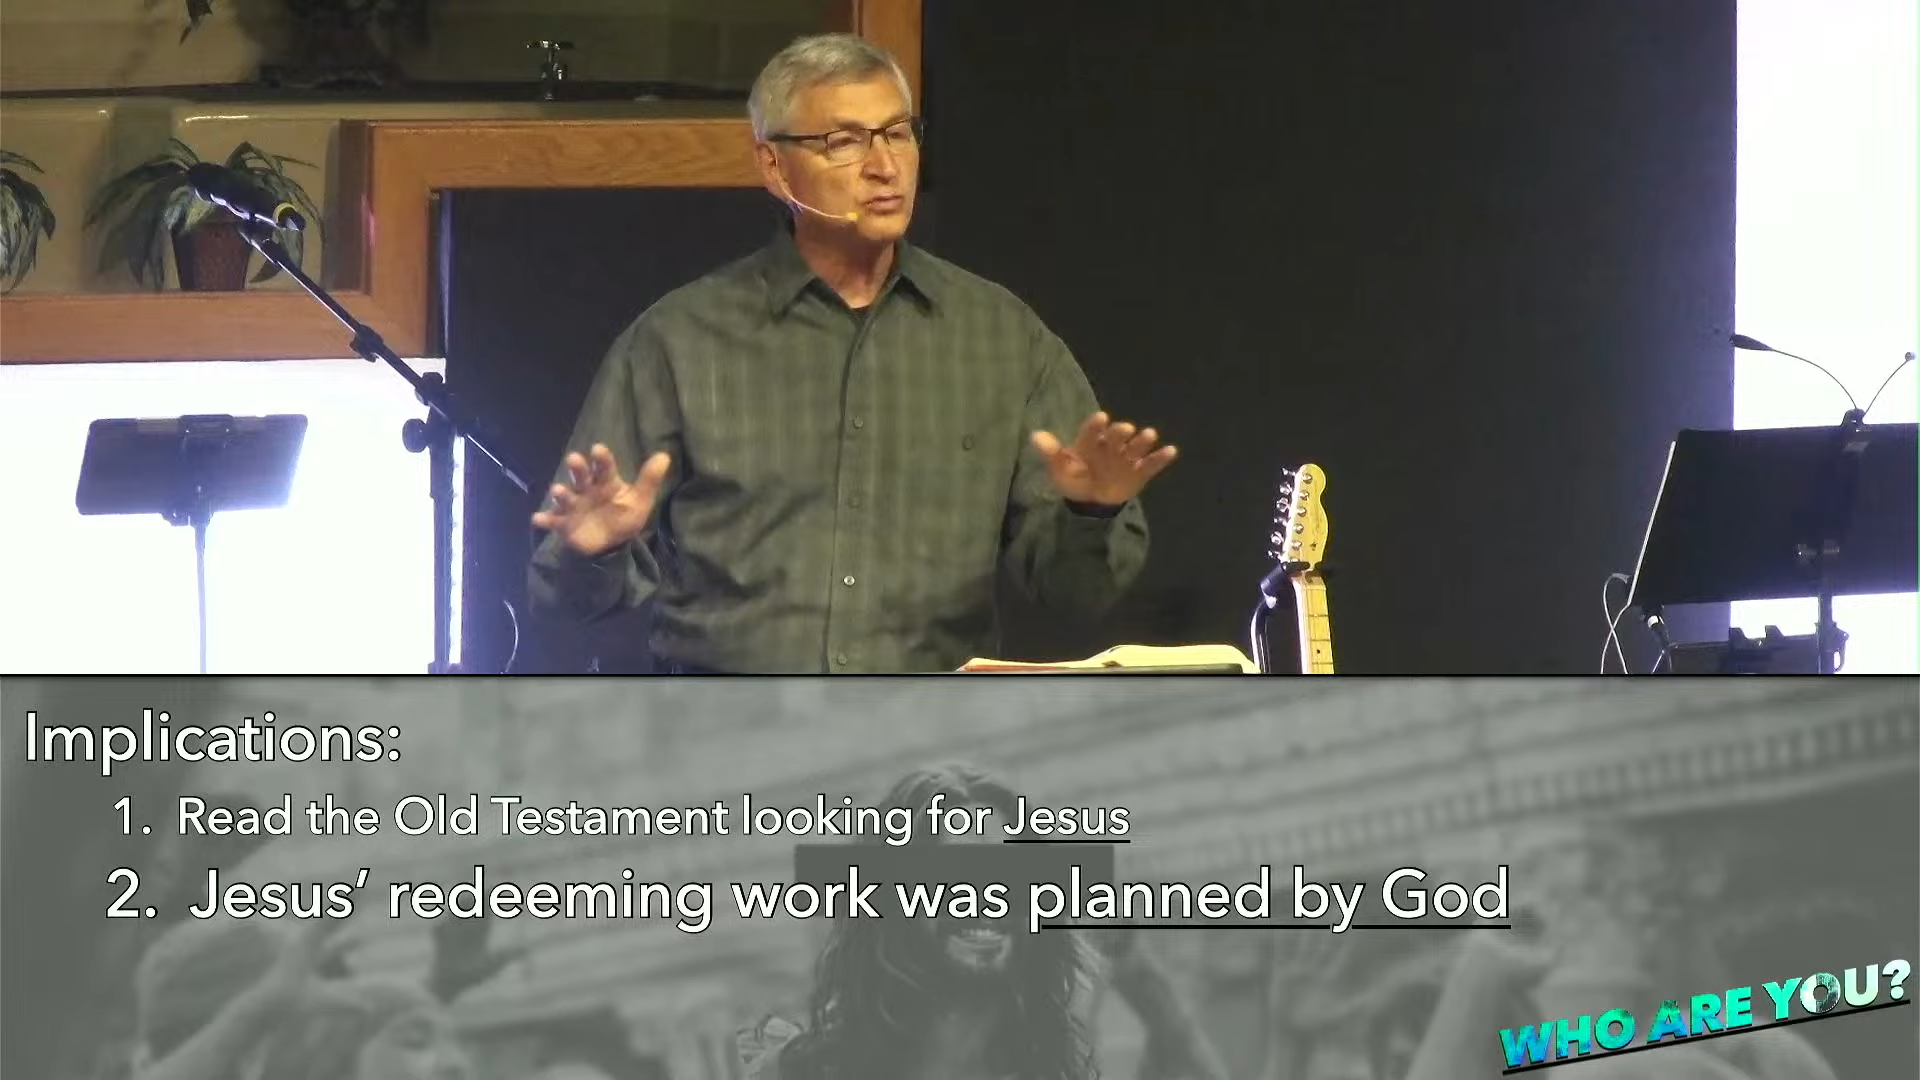 Implications:
1. Read the Old Testament looking for Jesus
2. Jesus’ redeeming work was planned by God
WHO ARE YOU?